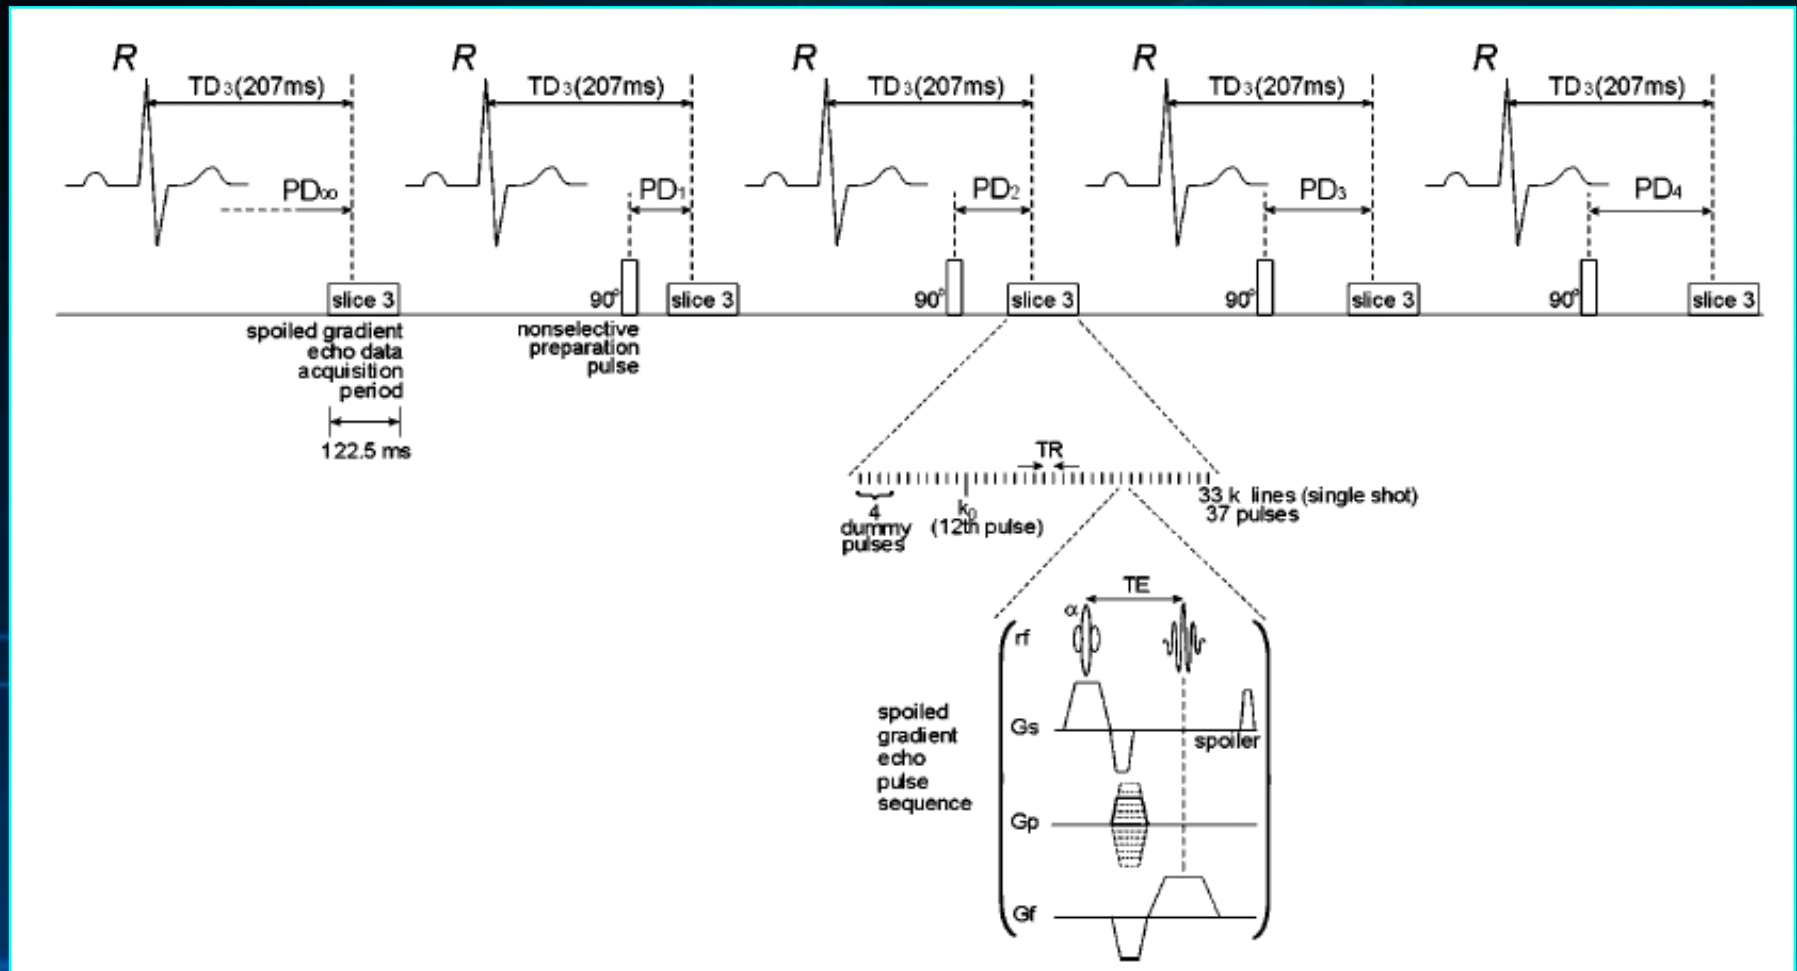 R R R R R
TD3(207ms) TD3(207ms) TD3(207ms) TD3(207ms) TD3(207ms)
PD∞ PD1 PD2 PD3 PD4
slice 3 90° slice 3 90° slice 3 90° slice 3 90° slice 3
spoiled gradient
echo data
acquisition
period
nonselective
preparation
pulse
122.5 ms
TR
4
dummy
pulses
k0
(12th pulse)
33 k lines (single shot)
37 pulses
TE
α
rf
spoiled
gradient
echo
pulse
sequence
Gs
spoiler
Gp
Gf